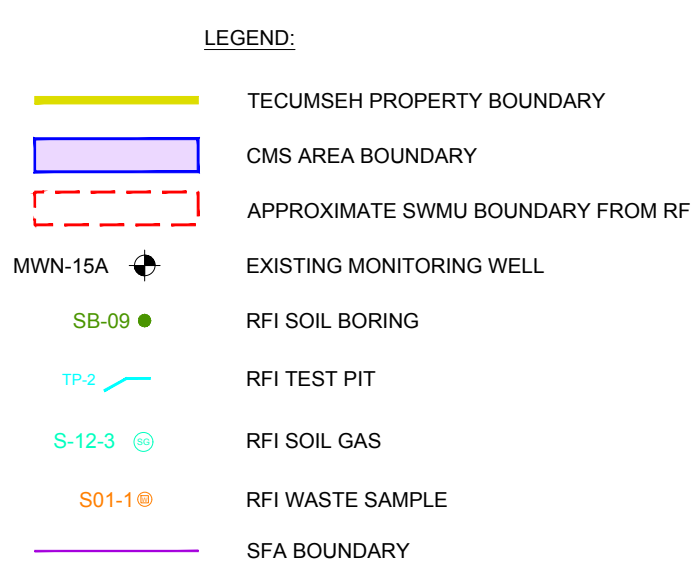 LEGEND:
TECUMSEH PROPERTY BOUNDARY
CMS AREA BOUNDARY
APPROXIMATE SWMU BOUNDARY FROM RF
MWN-15A EXISTING MONITORING WELL
SB-09 RFI SOIL BORING
TP-2 RFI TEST PIT
S-12-3 SG RFI SOIL GAS
S01-1 RFI WASTE SAMPLE
SFA BOUNDARY